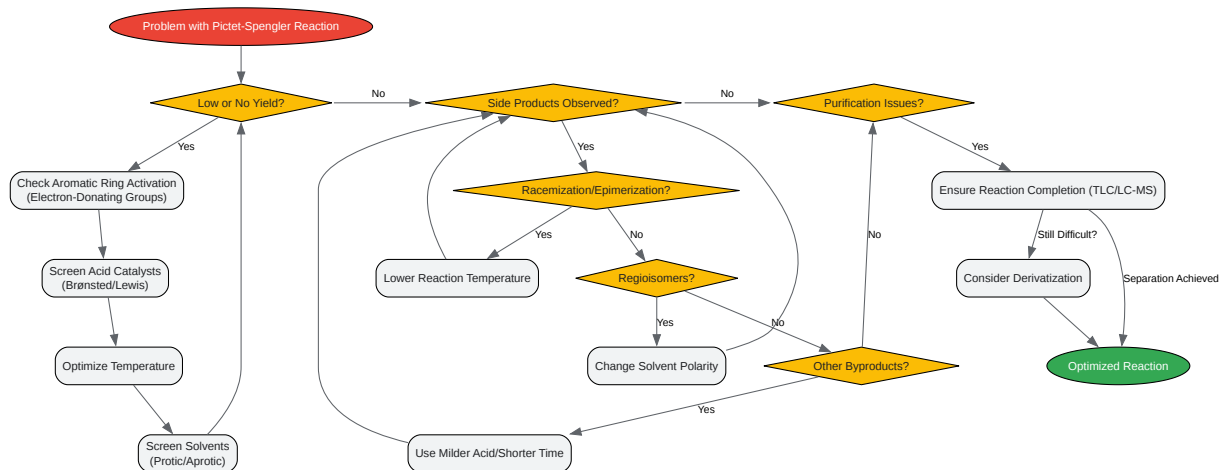 Problem with Pictet-Spengler Reaction
Low or No Yield?
No
Side Products Observed?
No
Purification Issues?
Yes
Yes
Yes
Check Aromatic Ring Activation
(Electron-Donating Groups)
Racemization/Epimerization?
Ensure Reaction Completion (TLC/LC-MS)
Yes
No
No
Still Difficult?
Screen Acid Catalysts
(Brønsted/Lewis)
Lower Reaction Temperature
Regioisomers?
Consider Derivatization
Separation Achieved
Yes
No
Optimize Temperature
Change Solvent Polarity
Other Byproducts?
Optimized Reaction
Yes
Screen Solvents
(Protic/Aprotic)
Use Milder Acid/Shorter Time